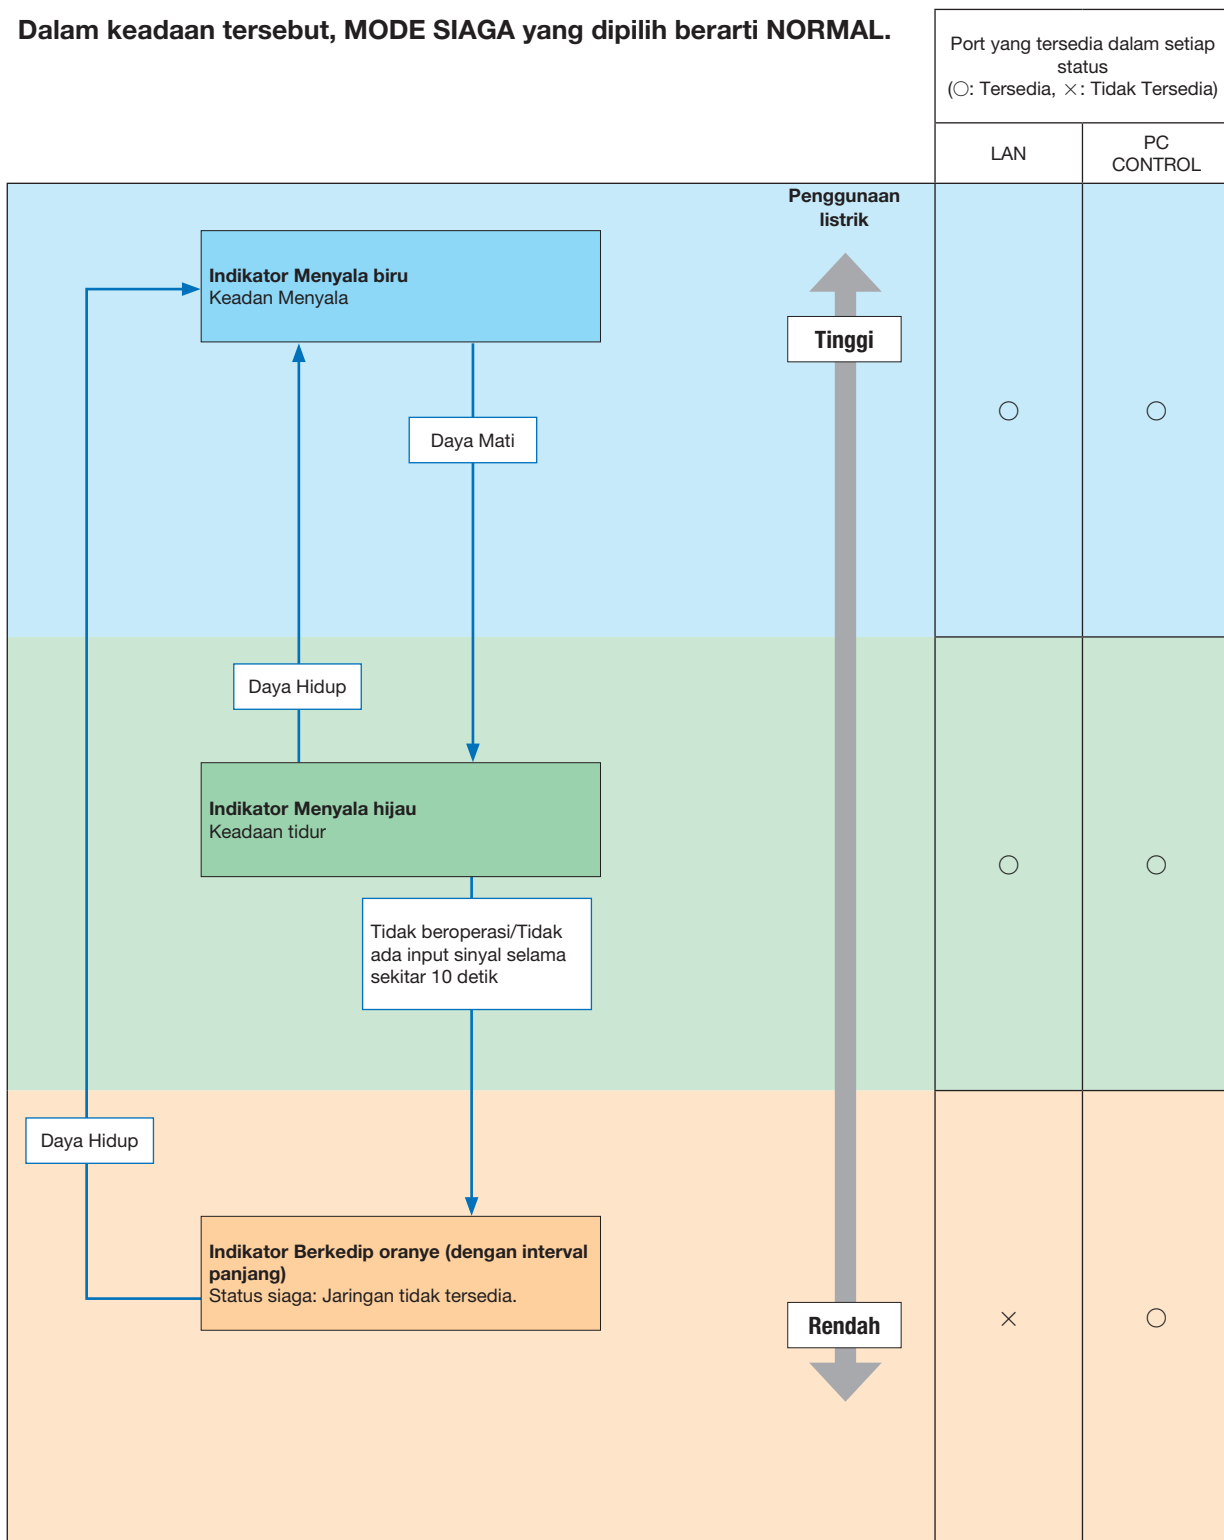 Dalam keadaan tersebut, MODE SIAGA yang dipilih berarti NORMAL.
Port yang tersedia dalam setiap
status
(○: Tersedia, ×: Tidak Tersedia)
LAN
PC
CONTROL
Penggunaan
listrik
Indikator Menyala biru
Keadan Menyala
Tinggi
○
○
Daya Mati
Daya Hidup
Indikator Menyala hijau
Keadaan tidur
○
○
Tidak beroperasi/Tidak
ada input sinyal selama
sekitar 10 detik
Daya Hidup
Indikator Berkedip oranye (dengan interval
panjang)
Status siaga: Jaringan tidak tersedia.
Rendah
×
○